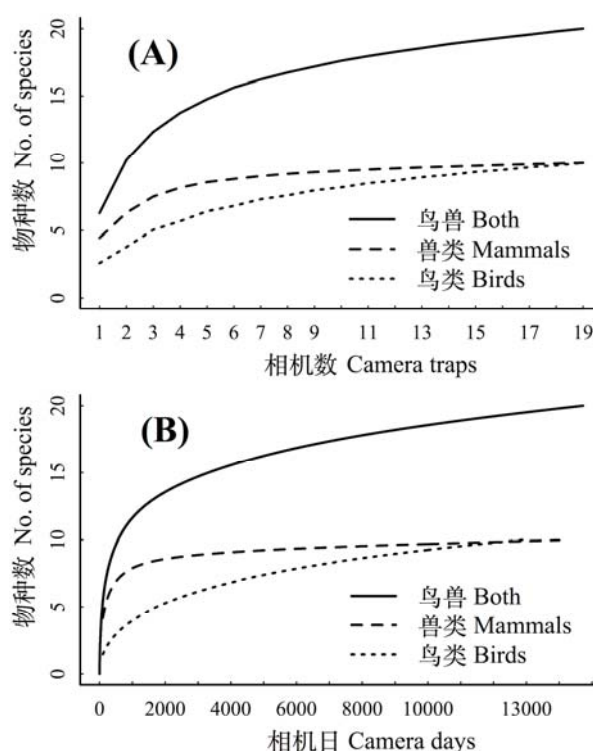 (A)
物种数 No. of species
20
15
10
5
0
鸟兽 Both
兽类 Mammals
鸟类 Birds
1 2 3 4 5 6 7 8 9 11 13 15 17 19
相机数 Camera traps
(B)
物种数 No. of species
20
15
10
5
0
鸟兽 Both
兽类 Mammals
鸟类 Birds
0 2000 4000 6000 8000 10000 13000
相机日 Camera days